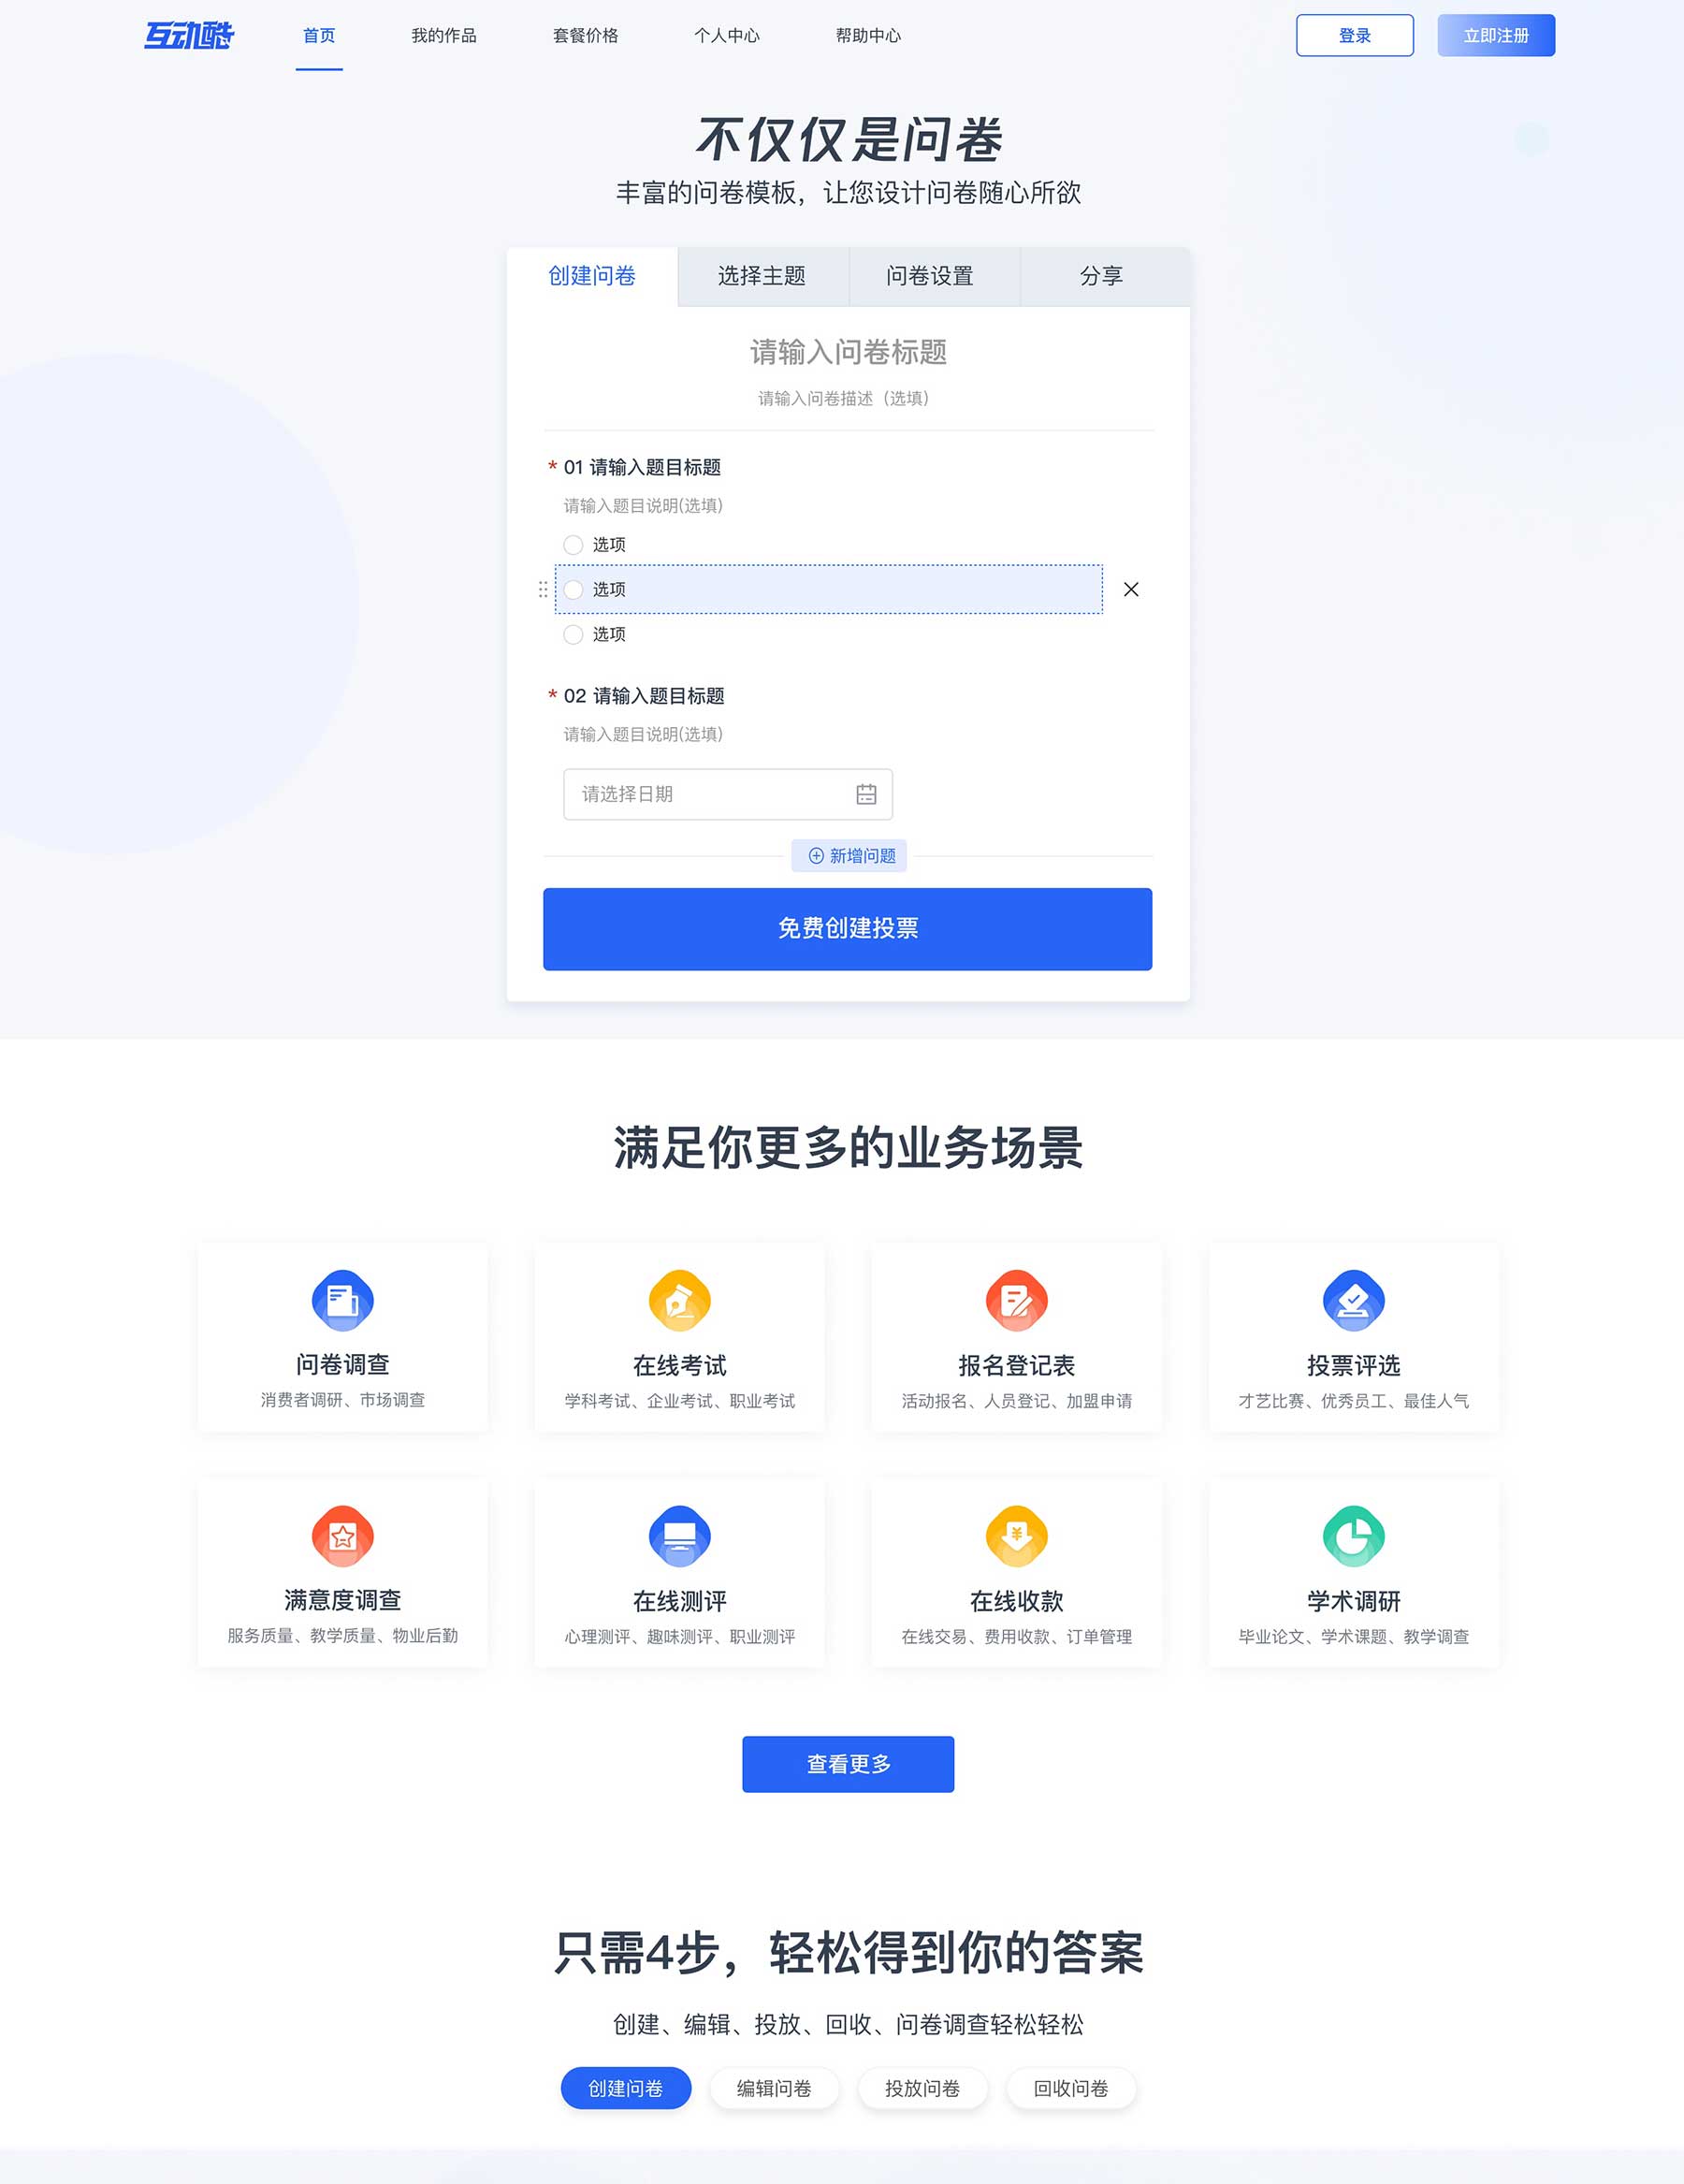 互动酷 首页 我的作品 套餐价格 个人中心 帮助中心 登录 立即注册
不仅仅是问卷
丰富的问卷模板，让您设计问卷随心所欲
创建问卷 选择主题 问卷设置 分享
请输入问卷标题
请输入问卷描述（选填）
* 01 请输入题目标题
请输入题目说明(选填)
选项
选项
选项
* 02 请输入题目标题
请输入题目说明(选填)
请选择日期
新增问题
免费创建投票
满足你更多的业务场景
问卷调查 在线考试 报名登记表 投票评选
消费者调研、市场调查 学科考试、企业考试、职业考试 活动报名、人员登记、加盟申请 才艺比赛、优秀员工、最佳人气
满意度调查 在线测评 在线收款 学术调研
服务质量、教学质量、物业后勤 心理测评、趣味测评、职业测评 在线交易、费用收款、订单管理 毕业论文、学术课题、教学调查
查看更多
只需4步，轻松得到你的答案
创建、编辑、投放、回收、问卷调查轻松轻松
创建问卷 编辑问卷 投放问卷 回收问卷